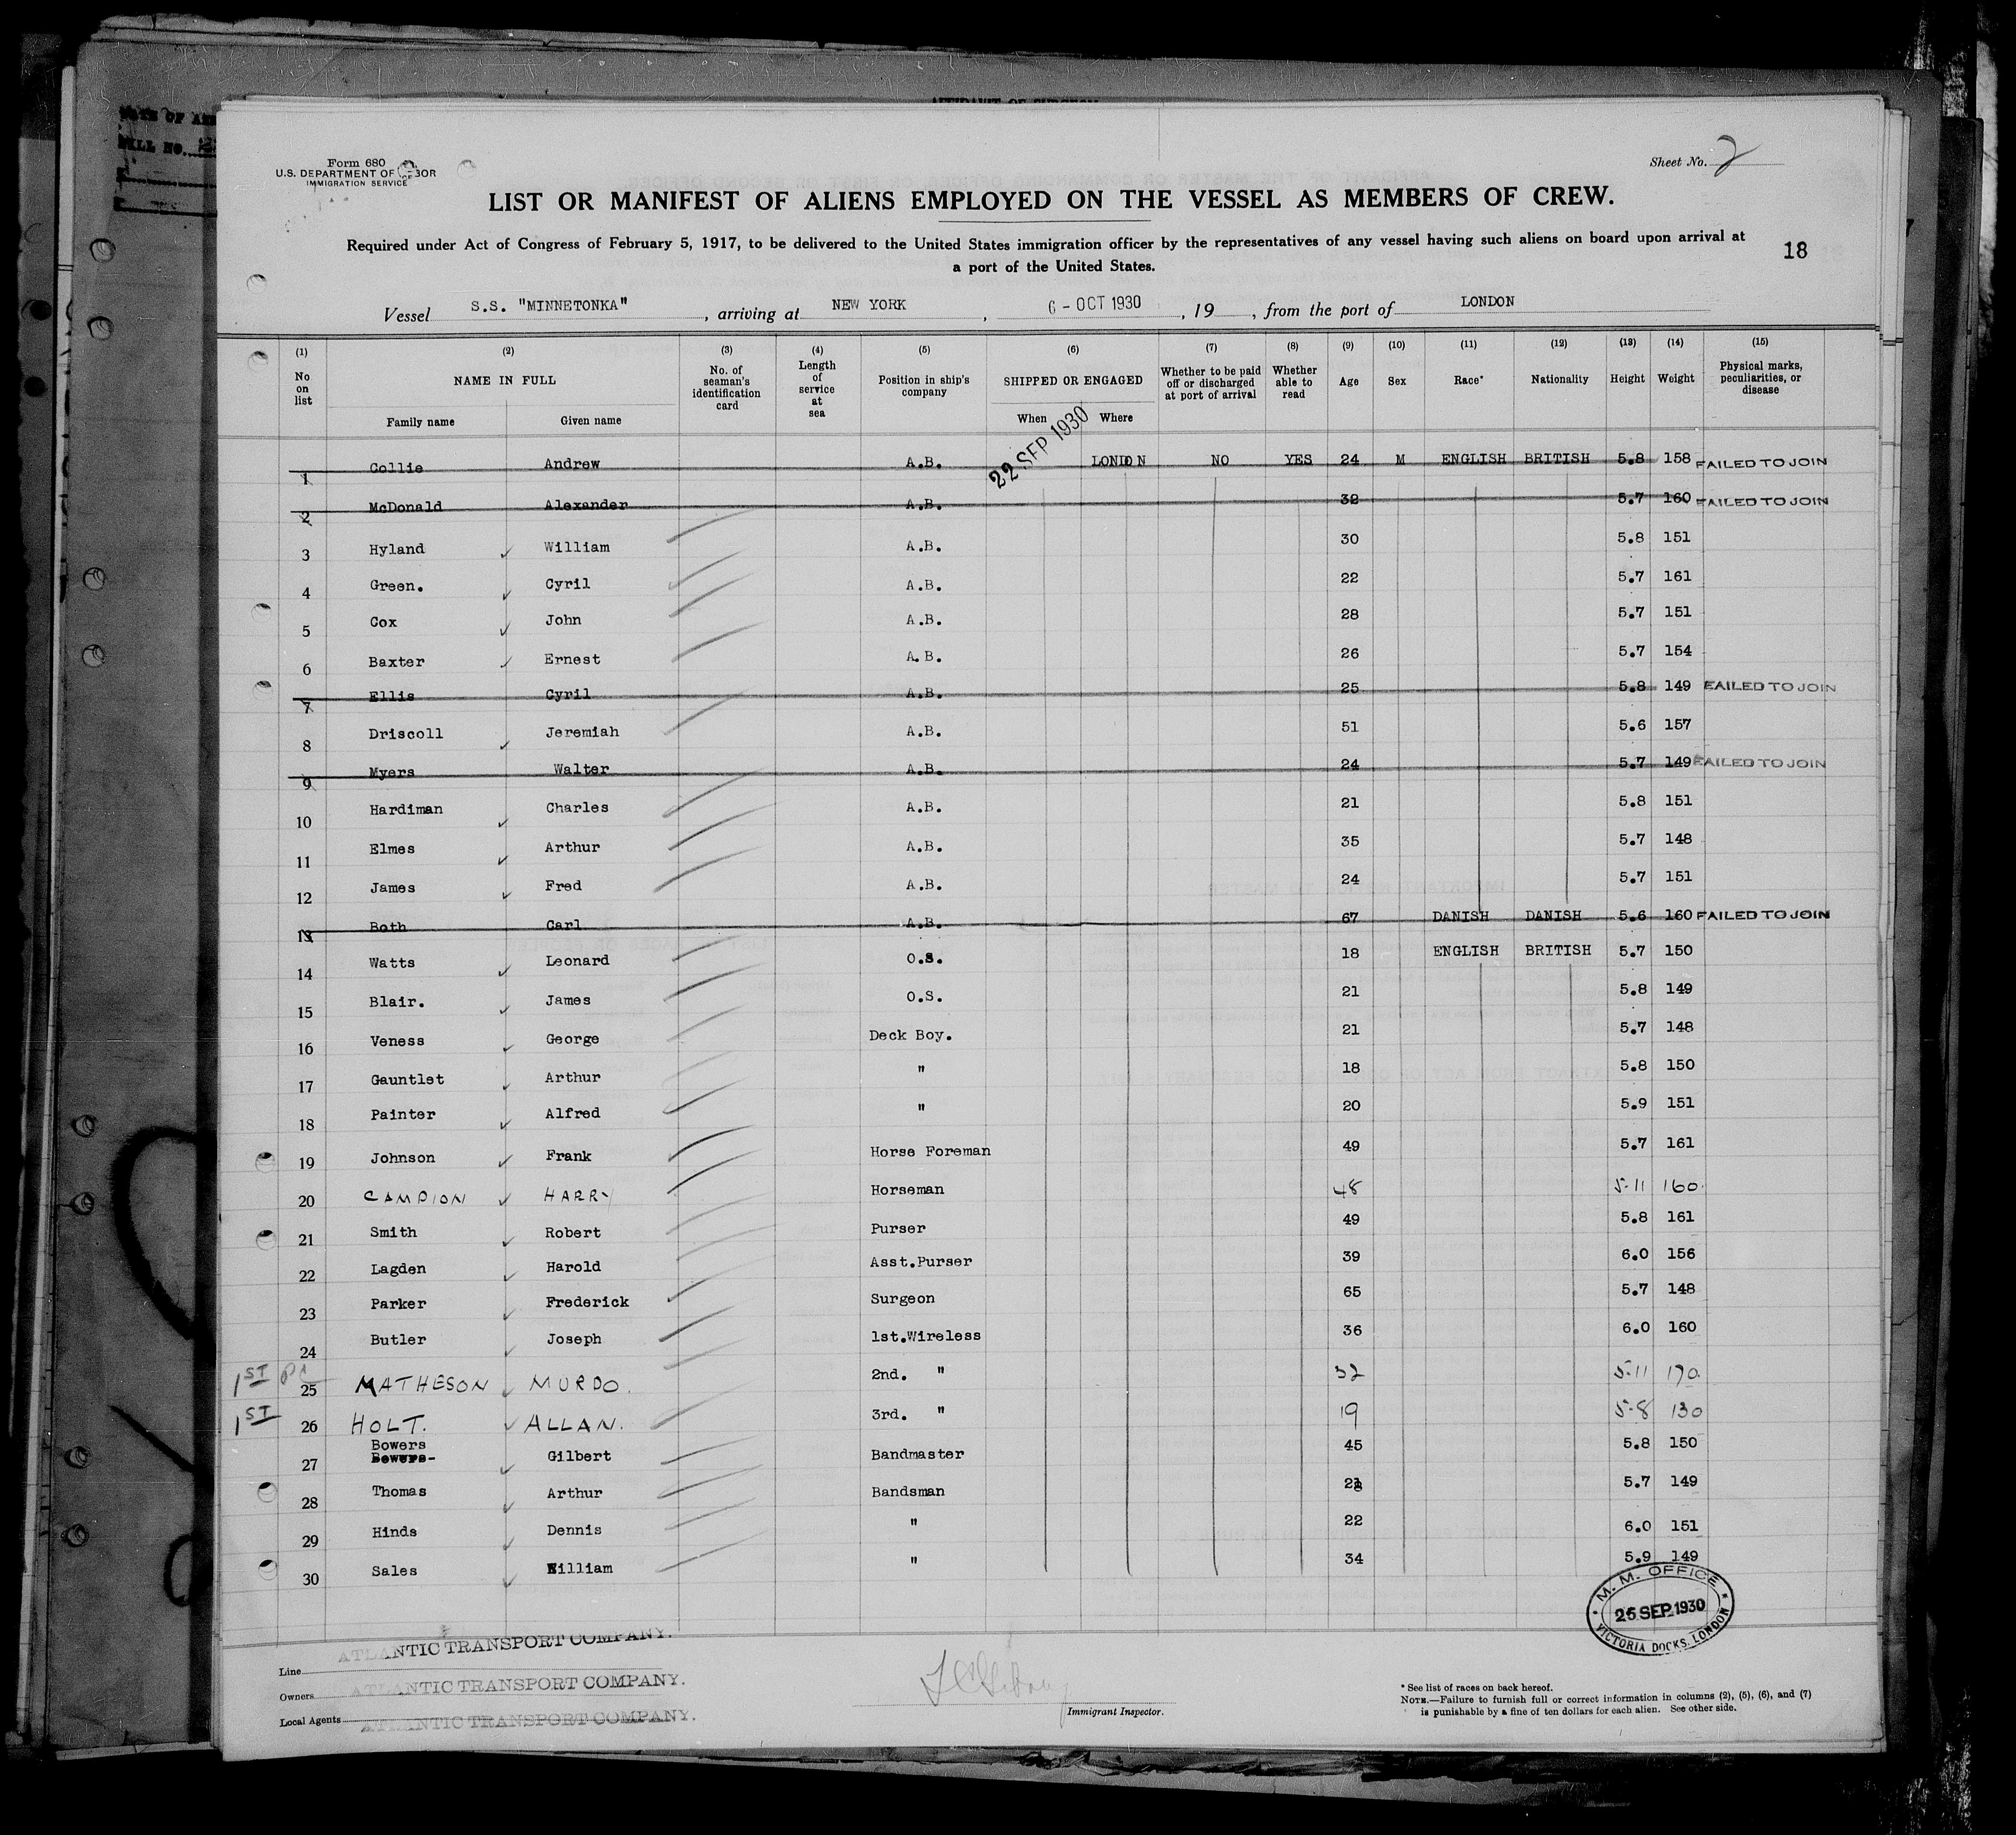 Form 680
U.S. DEPARTMENT OF
IMMIGRATION SERVICE
Sheet No. 2
LIST OR MANIFEST OF ALIENS EMPLOYED ON THE VESSEL AS MEMBERS OF CREW.
Required under Act of Congress of February 5, 1917, to be delivered to the United States immigration officer by the representatives of any vessel having such aliens on board upon arrival at
a port of the United States.
18
Vessel S.S. "MINNETONKA" , arriving at NEW YORK , 6 - OCT 1930 , 19 , from the port of LONDON
(1) (2) (3) (4) (5) (6) (7) (8) (9) (10) (11) (12) (13) (14) (15)
No on list NAME IN FULL Family name Given name No. of seaman's identification card Length of service at sea Position in ship's company SHIPPED OR ENGAGED When Where Whether to be paid off or discharged at port of arrival Whether able to read Age Sex Race* Nationality Height Weight Physical marks, peculiarities, or disease
1 Collie Andrew A.B. 22 SEP 1930 LONDON NO YES 24 M ENGLISH BRITISH 5.8 158 FAILED TO JOIN
2 McDonald Alexander A.B. 32 5.7 160 FAILED TO JOIN
3 Hyland William A.B. 30 5.8 151
4 Green. Cyril A.B. 22 5.7 161
5 Cox John A.B. 28 5.7 151
6 Baxter Ernest A.B. 26 5.7 154
7 Ellis Cyril A.B. 25 5.8 149 FAILED TO JOIN
8 Driscoll Jeremiah A.B. 51 5.6 157
9 Myers Walter A.B. 24 5.7 149 FAILED TO JOIN
10 Hardiman Charles A.B. 21 5.8 151
11 Elmes Arthur A.B. 35 5.7 148
12 James Fred A.B. 24 5.7 151
13 Both Carl A.B. 67 DANISH DANISH 5.6 160 FAILED TO JOIN
14 Watts Leonard O.S. 18 ENGLISH BRITISH 5.7 150
15 Blair. James O.S. 21 5.8 149
16 Veness George Deck Boy. 21 5.7 148
17 Gauntlet Arthur " 18 5.8 150
18 Painter Alfred " 20 5.9 151
19 Johnson Frank Horse Foreman 49 5.7 161
20 CAMPION HARRY Horseman 48 5-11 160.
21 Smith Robert Purser 49 5.8 161
22 Lagden Harold Asst.Purser 39 6.0 156
23 Parker Frederick Surgeon 65 5.7 148
24 Butler Joseph 1st.Wireless 36 6.0 160
1ST 25 MATHESON MURDO. 2nd. " 32 5-11 170.
1ST 26 HOLT. ALLAN. 3rd. " 19 5-8 130
27 Bowers Bowers- Gilbert Bandmaster 45 5.8 150
28 Thomas Arthur Bandsman 5.7 149
29 Hinds Dennis " 22 6.0 151
30 Sales William " 34 5.9 149
M. M. OFFICE
25 SEP 1930
VICTORIA DOCKS. LONDON
Line ATLANTIC TRANSPORT COMPANY.
Owners ATLANTIC TRANSPORT COMPANY.
Local Agents ATLANTIC TRANSPORT COMPANY.
Immigrant Inspector.
* See list of races on back hereof.
NOTE.—Failure to furnish full or correct information in columns (2), (5), (6), and (7)
is punishable by a fine of ten dollars for each alien. See other side.